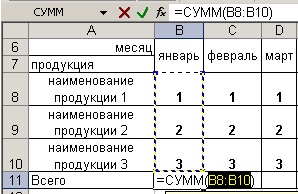 СУММ ▼ ✗ ✓ fx =СУММ(B8:B10)
A B C D
6 месяц январь февраль март
7 продукция
8 наименование продукции 1 1 1 1
9 наименование продукции 2 2 2 2
10 наименование продукции 3 3 3 3
11 Всего =СУММ(B8:B10)